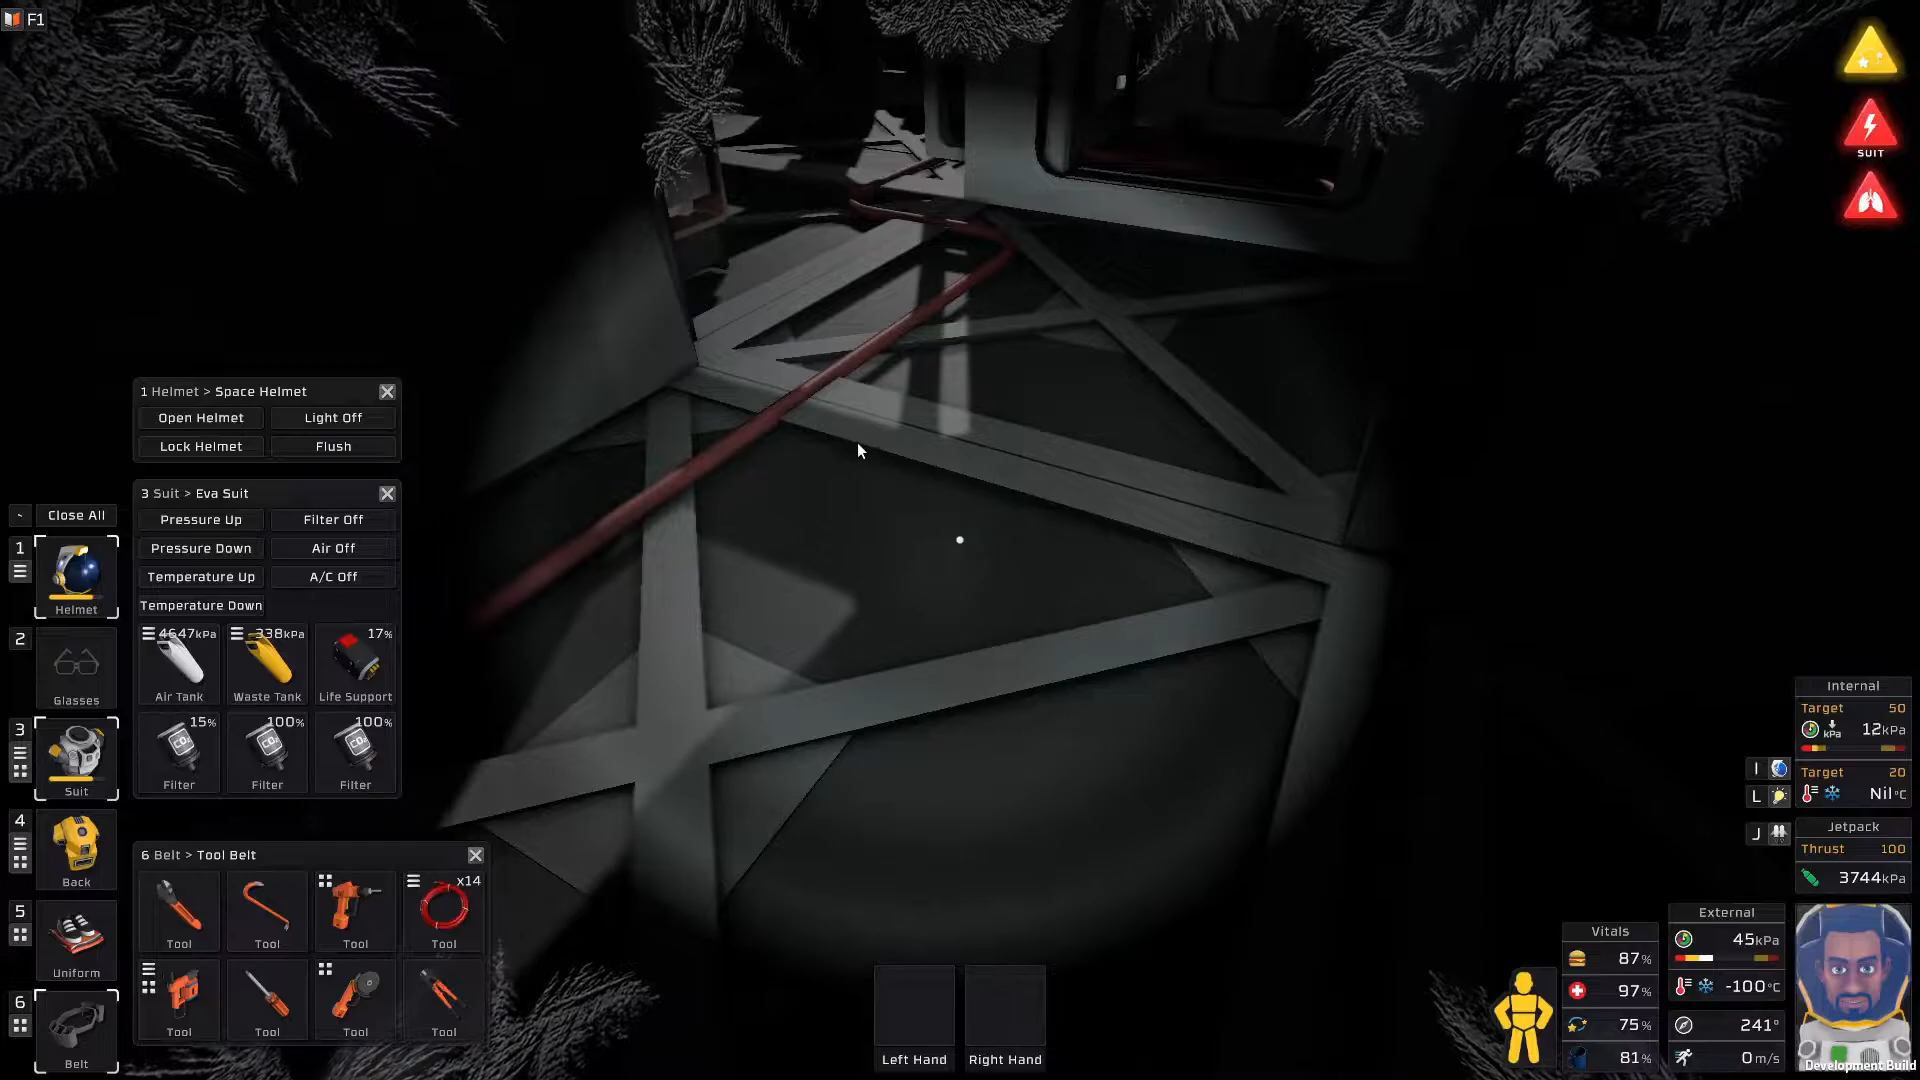 F1
SUIT
1 Helmet > Space Helmet
Open Helmet
Light Off
Lock Helmet
Flush
3 Suit > Eva Suit
Pressure Up
Filter Off
Pressure Down
Air Off
Temperature Up
A/C Off
Temperature Down
4647kPa
338kPa
17%
Air Tank
Waste Tank
Life Support
15%
100%
100%
CO₂
CO₂
CO₂
Filter
Filter
Filter
~
Close All
1
Helmet
2
Glasses
3
Suit
4
Back
5
Uniform
6
Belt
6 Belt > Tool Belt
x14
Tool
Tool
Tool
Tool
Tool
Tool
Tool
Tool
Left Hand
Right Hand
Internal
Target 50
kPa
12kPa
Target 20
Nil°C
I
L
J
Jetpack
Thrust 100
3744kPa
Vitals
87%
97%
75%
81%
External
45kPa
-100°C
241°
0m/s
Development Build